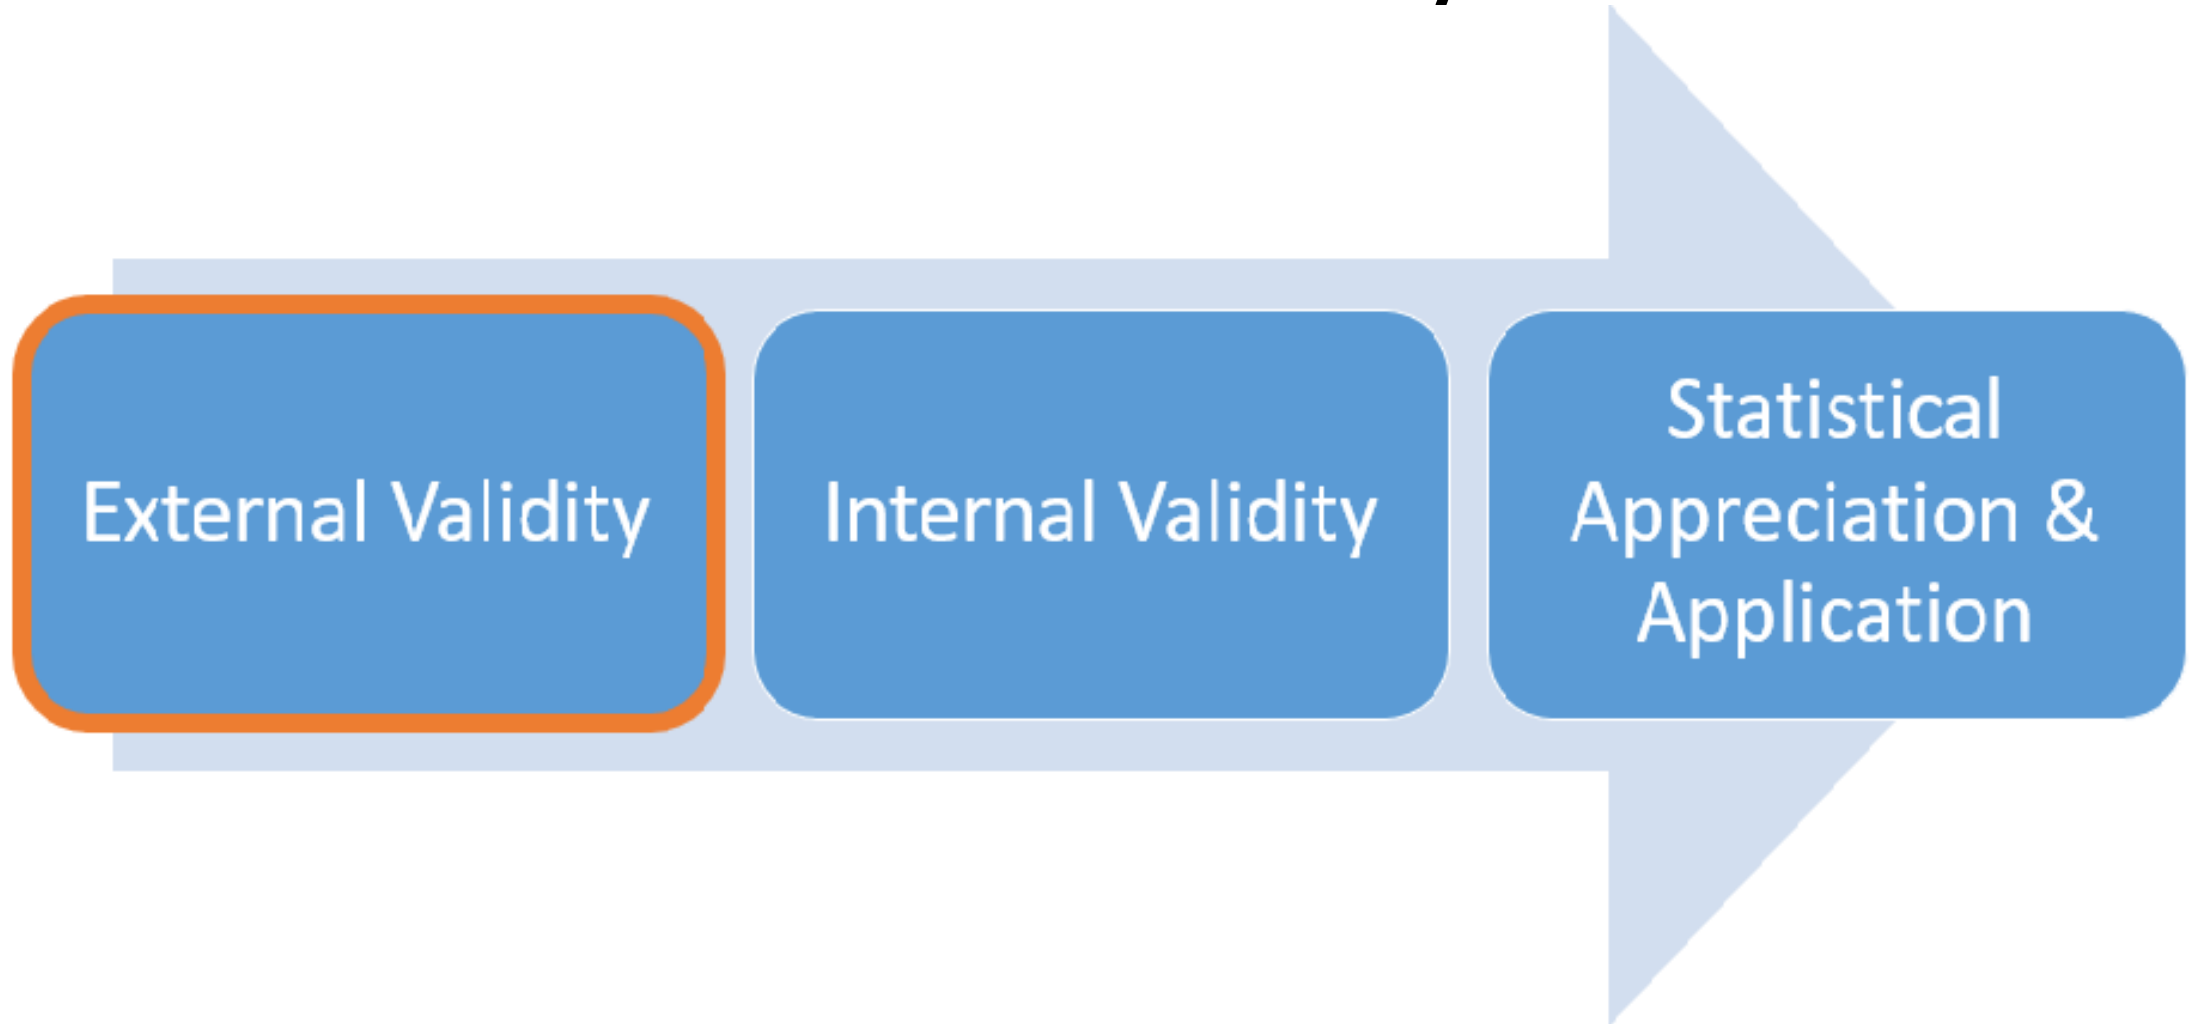 External Validity
Internal Validity
Statistical
Appreciation &
Application